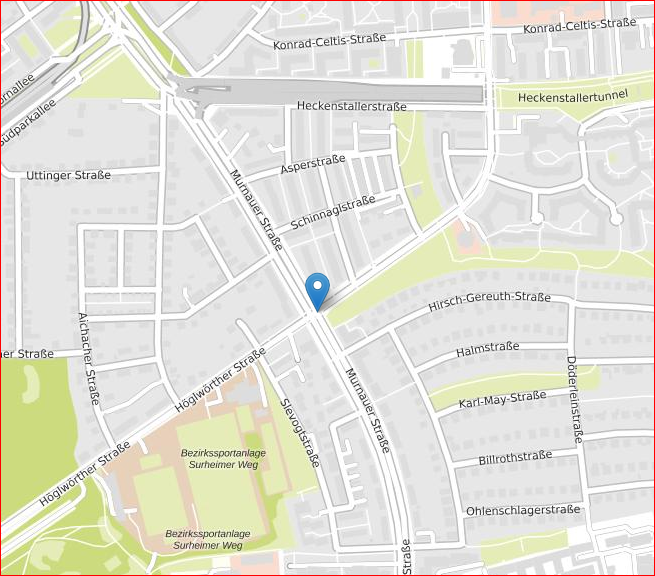 Konrad-Celtis-Straße
Konrad-Celtis-Straße
Südparkallee
Heckenstallerstraße
Heckenstallertunnel
Uttinger Straße
Asperstraße
Murnauer Straße
Schinnaglstraße
Hirsch-Gereuth-Straße
Aichacher Straße
er Straße
Halmstraße
Höglwörther Straße
Murnauer Straße
Döderleinstraße
Karl-May-Straße
Slevogtstraße
Bezirkssportanlage
Surheimer Weg
Billrothstraße
Höglwörther Straße
Ohlenschlagerstraße
Bezirkssportanlage
Surheimer Weg
Straße